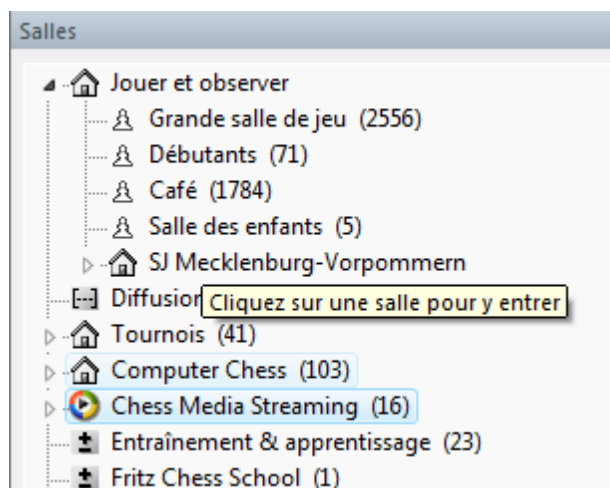 Salles
Jouer et observer
Grande salle de jeu (2556)
Débutants (71)
Café (1784)
Salle des enfants (5)
SJ Mecklenburg-Vorpommern
Diffusion
Cliquez sur une salle pour y entrer
Tournois (41)
Computer Chess (103)
Chess Media Streaming (16)
Entraînement & apprentissage (23)
Fritz Chess School (1)